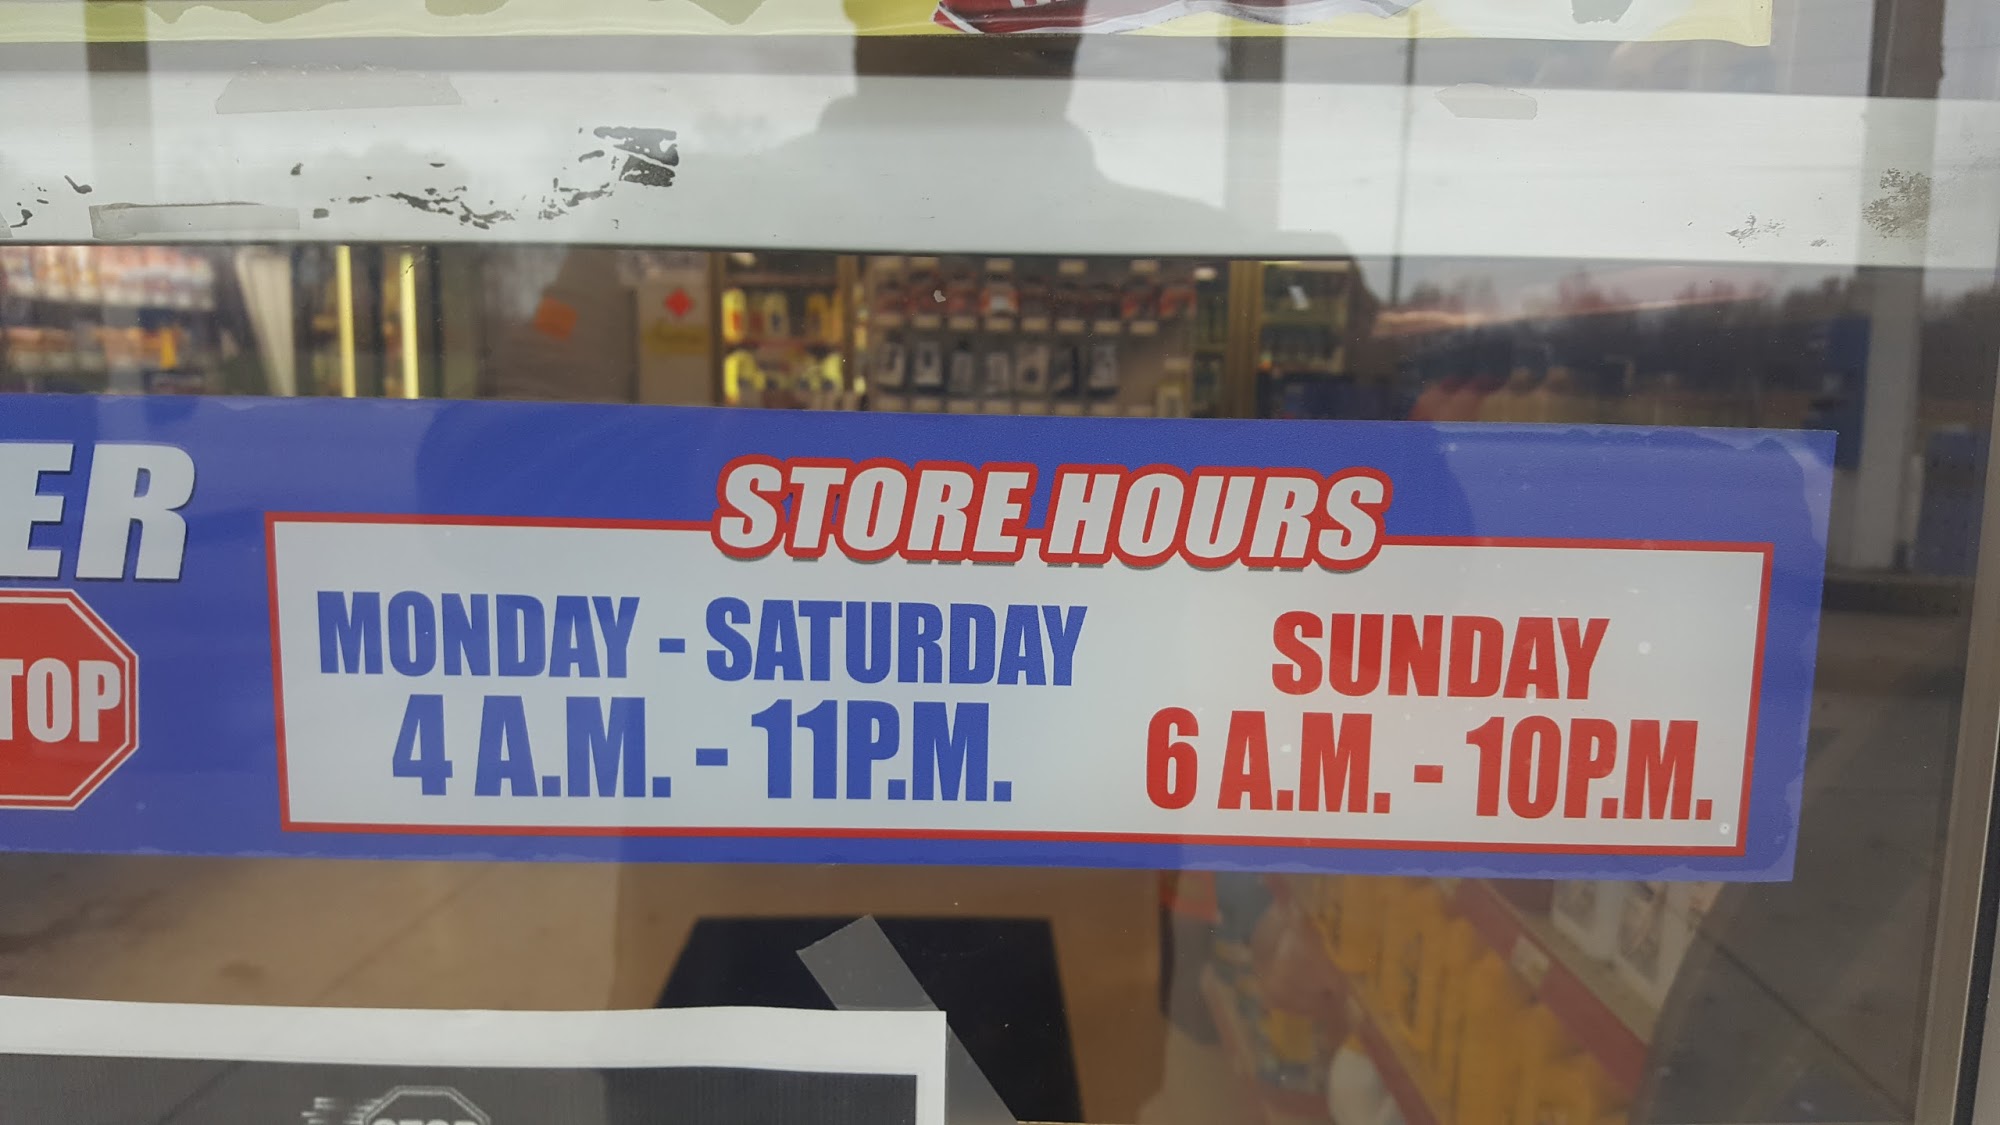 ER
TOP
STORE HOURS
MONDAY - SATURDAY
4 A.M. - 11P.M.
SUNDAY
6 A.M. - 10P.M.